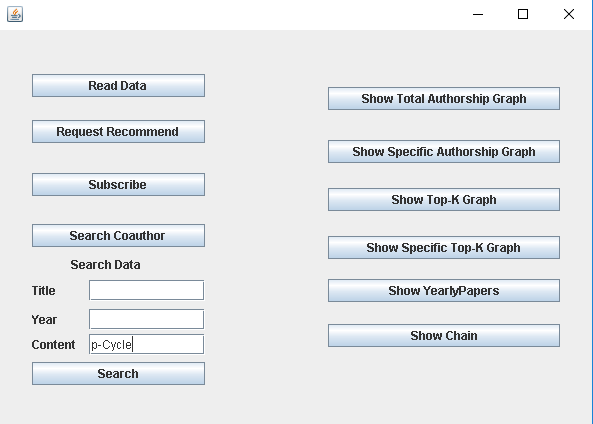 Read Data
Request Recommend
Subscribe
Search Coauthor
Search Data
Title
Year
Content p-Cycle
Search
Show Total Authorship Graph
Show Specific Authorship Graph
Show Top-K Graph
Show Specific Top-K Graph
Show YearlyPapers
Show Chain